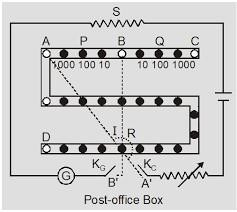 S
A P B Q C
1000 100 10 10 100 1000
D I R
K_G K_C
G B' A'
Post-office Box